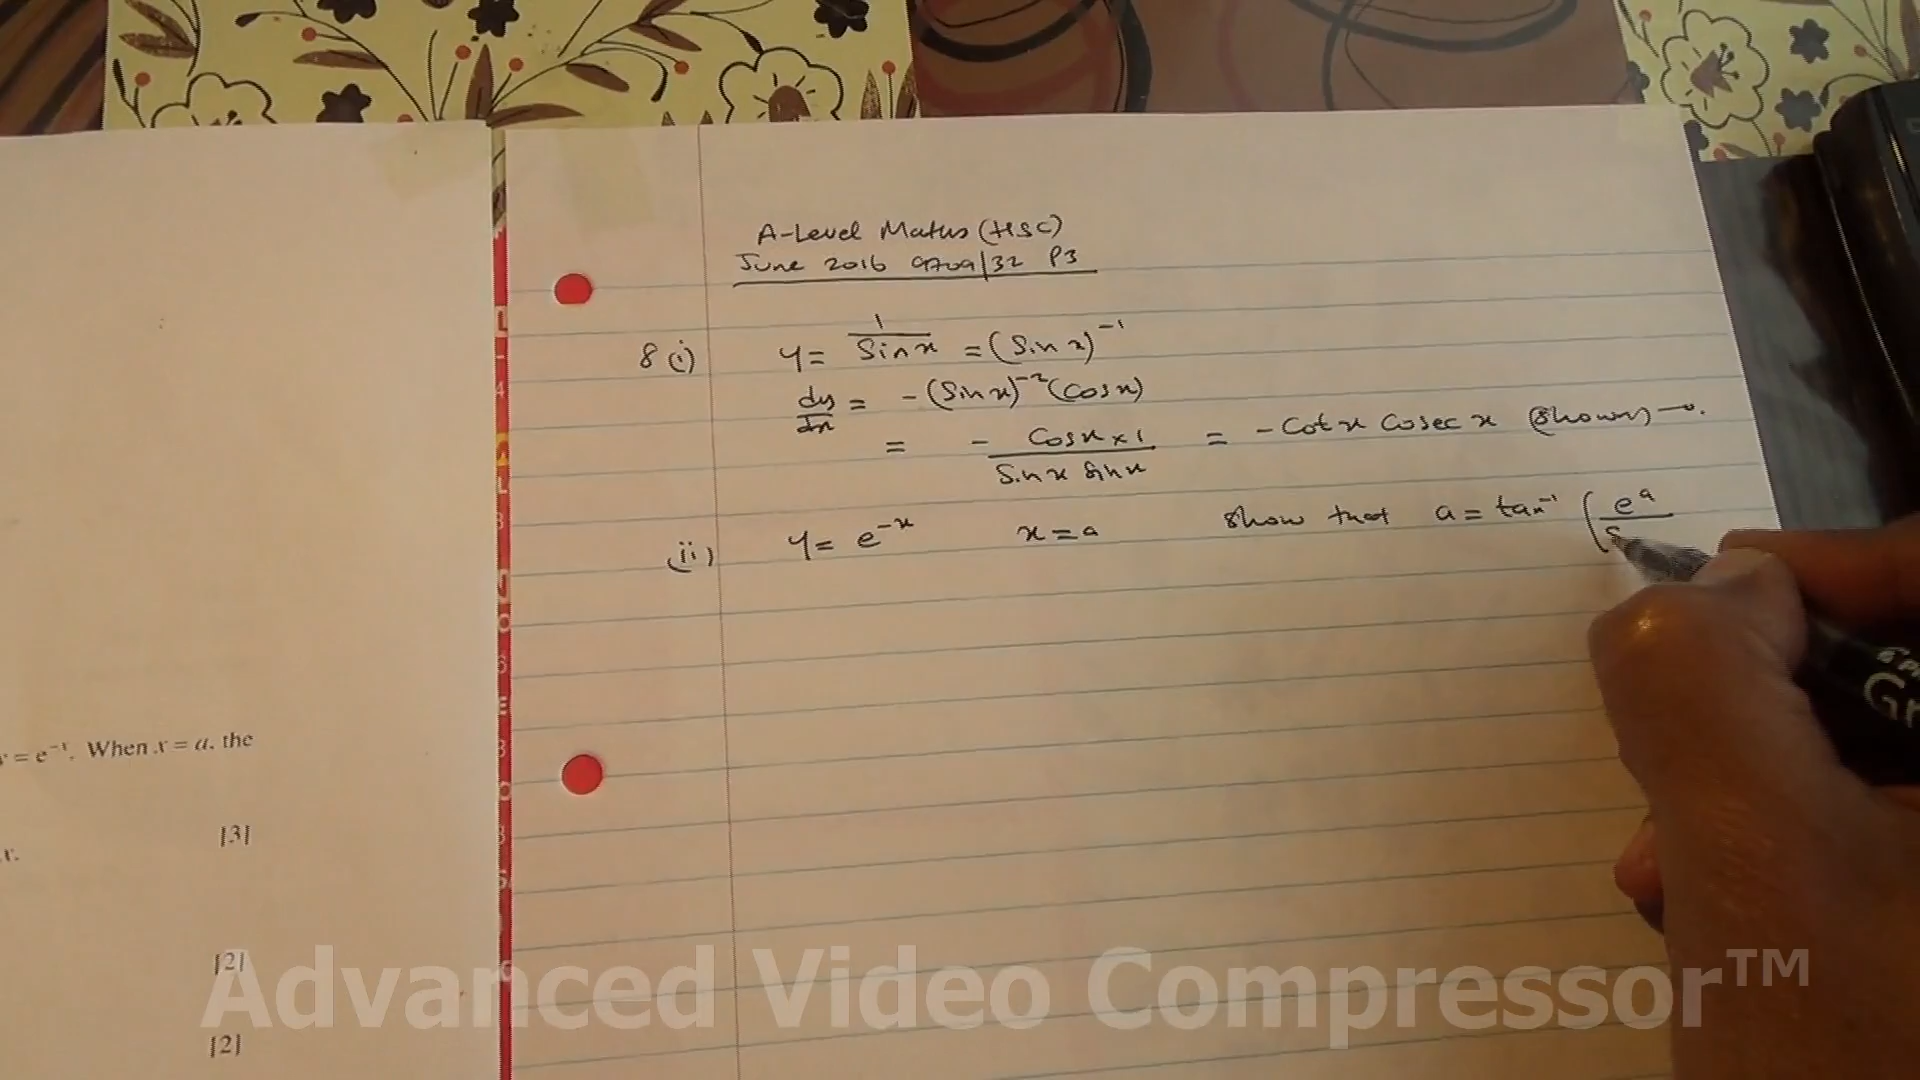 A-Level Maths (HSC)
June 2016 9709/32 P3
8 (i) y = 1/sin x = (sin x)^-1
dy/dx = -(sin x)^-2 (cos x)
= - cos x × 1 / sin x sin x = -cot x cosec x (shown)
(ii) y = e^-x x = a show that a = tan^-1 (e^a / s
y = e^-x. When x = a, the
[3]
x.
[2]
[2]
Advanced Video Compressor™